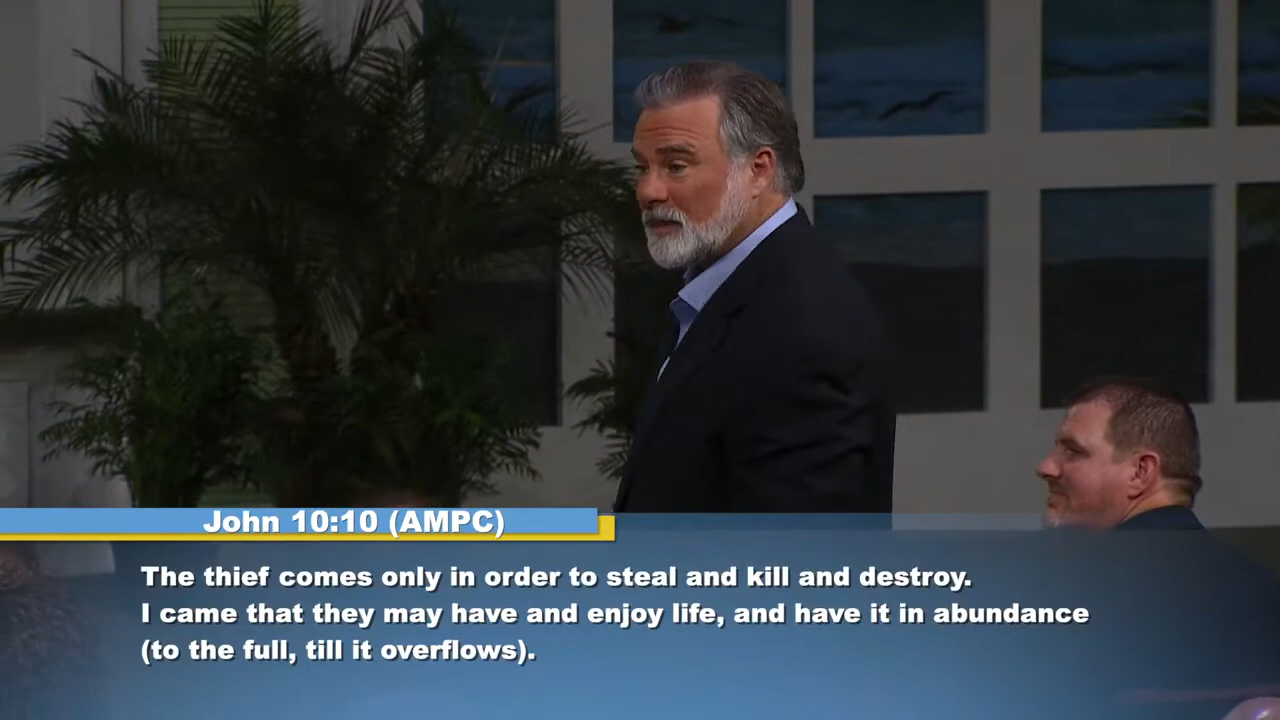 John 10:10 (AMPC)
The thief comes only in order to steal and kill and destroy.
I came that they may have and enjoy life, and have it in abundance
(to the full, till it overflows).